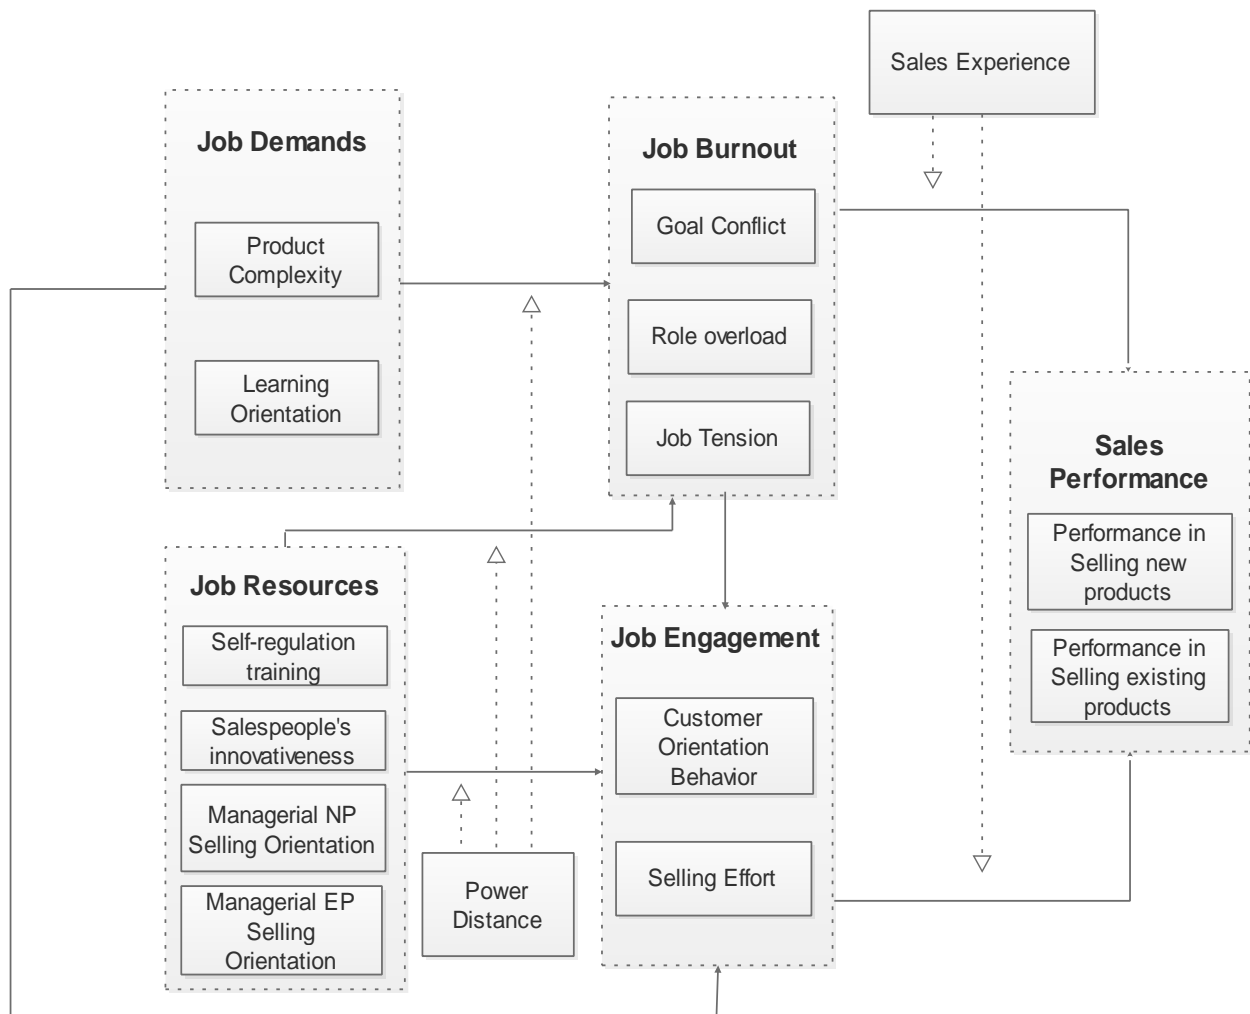 Sales Experience
Job Demands
Product
Complexity
Learning
Orientation
Job Burnout
Goal Conflict
Role overload
Job Tension
Sales
Performance
Performance in
Selling new
products
Performance in
Selling existing
products
Job Resources
Self-regulation
training
Salespeople's
innovativeness
Managerial NP
Selling Orientation
Managerial EP
Selling
Orientation
Power
Distance
Job Engagement
Customer
Orientation
Behavior
Selling Effort